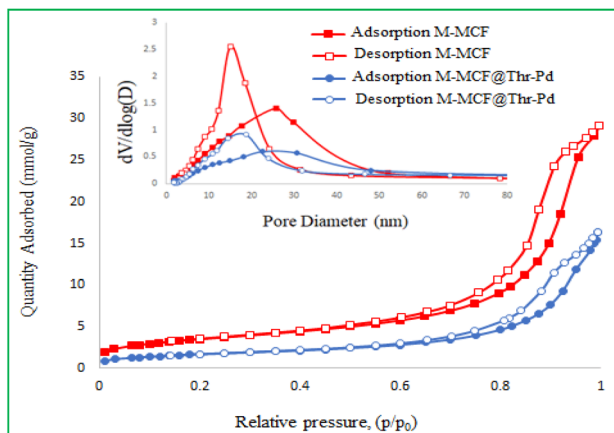 Adsorption M-MCF
Desorption M-MCF
Adsorption M-MCF@Thr-Pd
Desorption M-MCF@Thr-Pd
dV/dlog(D)
3
2.5
2
1.5
1
0.5
0
0 10 20 30 40 50 60 70 80
Pore Diameter (nm)
Quantity Adsorbed (mmol/g)
35
30
25
20
15
10
5
0
0 0.2 0.4 0.6 0.8 1
Relative pressure, (p/p₀)